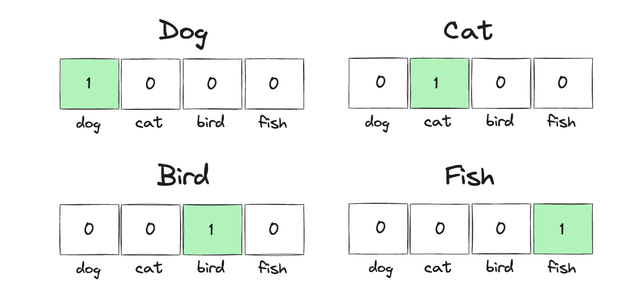 Dog
1 0 0 0
dog cat bird fish
Cat
0 1 0 0
dog cat bird fish
Bird
0 0 1 0
dog cat bird fish
Fish
0 0 0 1
dog cat bird fish